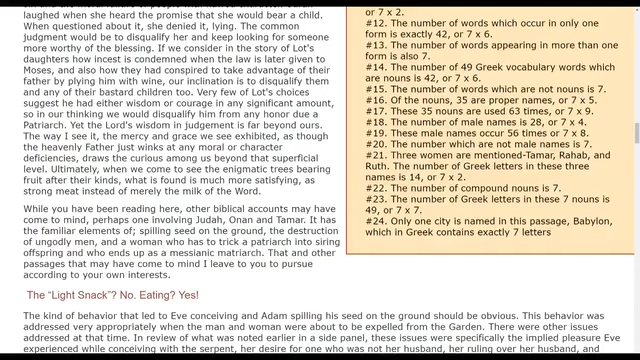 laughed when she heard the promise that she would bear a child.
When questioned about it, she denied it, lying. The common
judgment would be to disqualify her and keep looking for someone
more worthy of the blessing. If we consider in the story of Lot's
daughters how incest is condemned when the law is later given to
Moses, and also how they had conspired to take advantage of their
father by plying him with wine, our inclination is to disqualify them
and any of their bastard children too. Very few of Lot's choices
suggest he had either wisdom or courage in any significant amount,
so in our thinking we would disqualify him from any honor due a
Patriarch. Yet the Lord's wisdom in judgement is far beyond ours.
The way I see it, the mercy and grace we see exhibited, as though
the heavenly Father just winks at any moral or character
deficiencies, draws the curious among us beyond that superficial
level. Ultimately, when we come to see the enigmatic trees bearing
fruit after their kinds, what is found is much more satisfying, as
strong meat instead of merely the milk of the Word.
While you have been reading here, other biblical accounts may have
come to mind, perhaps one involving Judah, Onan and Tamar. It has
the familiar elements of; spilling seed on the ground, the destruction
of ungodly men, and a woman who has to trick a patriarch into siring
offspring and who ends up as a messianic matriarch. That and other
passages that may have come to mind I leave to you to pursue
according to your own interests.
or 7 x 2.
#12. The number of words which occur in only one
form is exactly 42, or 7 x 6.
#13. The number of words appearing in more than one
form is also 7.
#14. The number of 49 Greek vocabulary words which
are nouns is 42, or 7 x 6.
#15. The number of words which are not nouns is 7.
#16. Of the nouns, 35 are proper names, or 7 x 5.
#17. These 35 nouns are used 63 times, or 7 x 9.
#18. The number of male names is 28, or 7 x 4.
#19. These male names occur 56 times or 7 x 8.
#20. The number which are not male names is 7.
#21. Three women are mentioned-Tamar, Rahab, and
Ruth. The number of Greek letters in these three
names is 14, or 7 x 2.
#22. The number of compound nouns is 7.
#23. The number of Greek letters in these 7 nouns is
49, or 7 x 7.
#24. Only one city is named in this passage, Babylon,
which in Greek contains exactly 7 letters
The “Light Snack”? No. Eating? Yes!
The kind of behavior that led to Eve conceiving and Adam spilling his seed on the ground should be obvious. This behavior was
addressed very appropriately when the man and woman were about to be expelled from the Garden. There were other issues
addressed at that time. In review of what was noted earlier in a side panel, these issues were specifically the implied pleasure Eve
experienced while conceiving with the serpent, her desire for one who was not her husband, her ruling over her husband, and